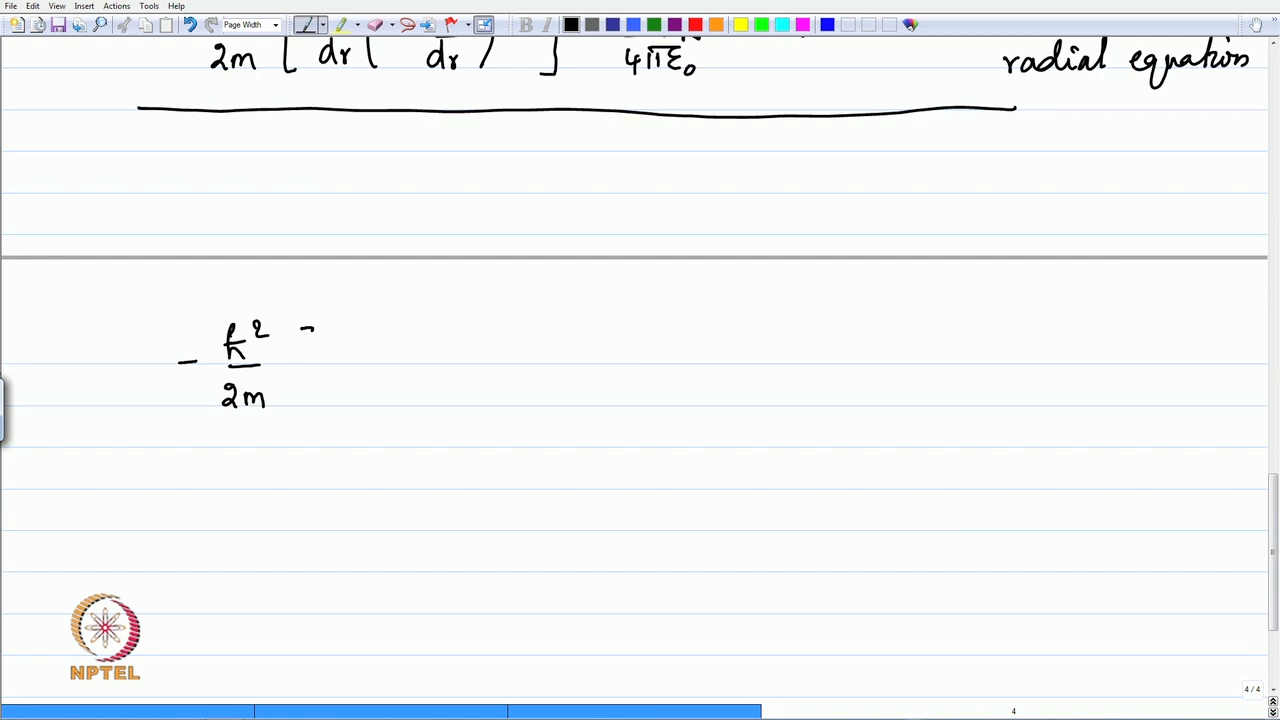 File Edit View Insert Actions Tools Help
Page Width
B I
2m [ dr ( dr ) ] 4πε₀ radial equation
- ħ²
2m
NPTEL
4 / 4
4